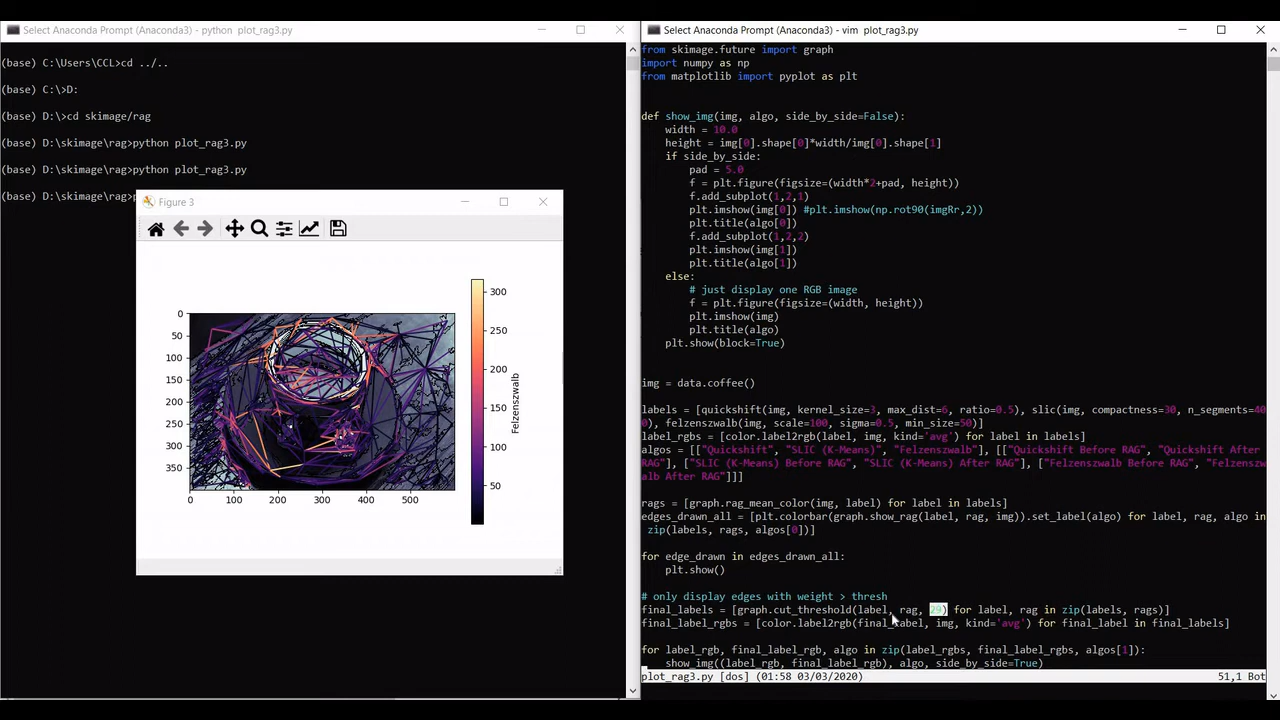 Select Anaconda Prompt (Anaconda3) - python  plot_rag3.py
(base) C:\Users\CCL>cd ../..
(base) C:\>D:
(base) D:\>cd skimage/rag
(base) D:\skimage\rag>python plot_rag3.py
(base) D:\skimage\rag>python plot_rag3.py
(base) D:\skimage\rag>
Figure 3
0
50
100
150
200
250
300
350
0
100
200
300
400
500
300
250
200
150
100
50
Felzenszwalb
Select Anaconda Prompt (Anaconda3) - vim  plot_rag3.py
from skimage.future import graph
import numpy as np
from matplotlib import pyplot as plt
def show_img(img, algo, side_by_side=False):
    width = 10.0
    height = img[0].shape[0]*width/img[0].shape[1]
    if side_by_side:
        pad = 5.0
        f = plt.figure(figsize=(width*2+pad, height))
        f.add_subplot(1,2,1)
        plt.imshow(img[0]) #plt.imshow(np.rot90(imgRr,2))
        plt.title(algo[0])
        f.add_subplot(1,2,2)
        plt.imshow(img[1])
        plt.title(algo[1])
    else:
        # just display one RGB image
        f = plt.figure(figsize=(width, height))
        plt.imshow(img)
        plt.title(algo)
    plt.show(block=True)
img = data.coffee()
labels = [quickshift(img, kernel_size=3, max_dist=6, ratio=0.5), slic(img, compactness=30, n_segments=40
0), felzenszwalb(img, scale=100, sigma=0.5, min_size=50)]
label_rgbs = [color.label2rgb(label, img, kind='avg') for label in labels]
algos = [["Quickshift", "SLIC (K-Means)", "Felzenszwalb"], [["Quickshift Before RAG", "Quickshift After
RAG"], ["SLIC (K-Means) Before RAG", "SLIC (K-Means) After RAG"], ["Felzenszwalb Before RAG", "Felzensw
alb After RAG"]]]
rags = [graph.rag_mean_color(img, label) for label in labels]
edges_drawn_all = [plt.colorbar(graph.show_rag(label, rag, img)).set_label(algo) for label, rag, algo in
 zip(labels, rags, algos[0])]
for edge_drawn in edges_drawn_all:
    plt.show()
# only display edges with weight > thresh
final_labels = [graph.cut_threshold(label, rag, 29) for label, rag in zip(labels, rags)]
final_label_rgbs = [color.label2rgb(final_label, img, kind='avg') for final_label in final_labels]
for label_rgb, final_label_rgb, algo in zip(label_rgbs, final_label_rgbs, algos[1]):
    show_img((label_rgb, final_label_rgb), algo, side_by_side=True)
plot_rag3.py [dos] (01:58 03/03/2020)
51,1 Bot